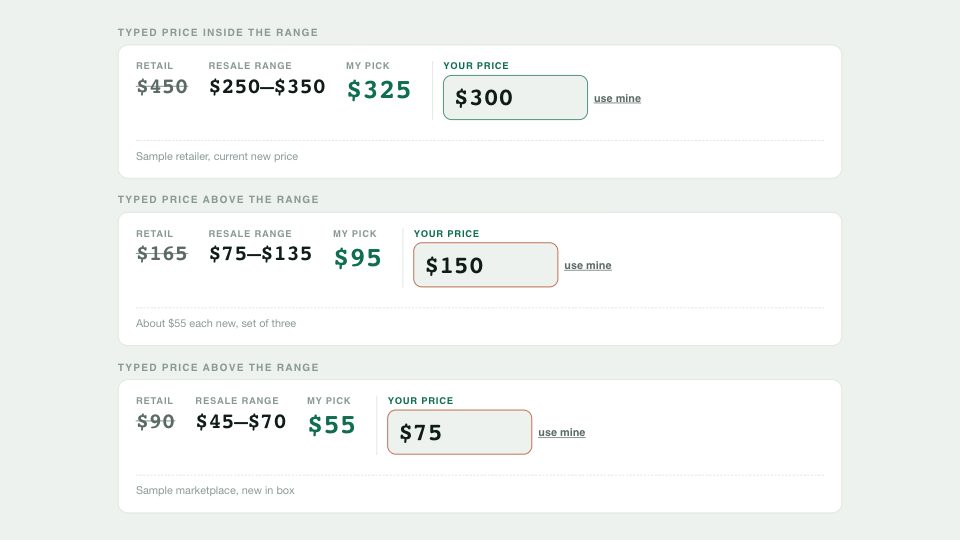 TYPED PRICE INSIDE THE RANGE
RETAIL RESALE RANGE MY PICK YOUR PRICE
$450 $250—$350 $325 $300 use mine
Sample retailer, current new price
TYPED PRICE ABOVE THE RANGE
RETAIL RESALE RANGE MY PICK YOUR PRICE
$165 $75—$135 $95 $150 use mine
About $55 each new, set of three
TYPED PRICE ABOVE THE RANGE
RETAIL RESALE RANGE MY PICK YOUR PRICE
$90 $45—$70 $55 $75 use mine
Sample marketplace, new in box